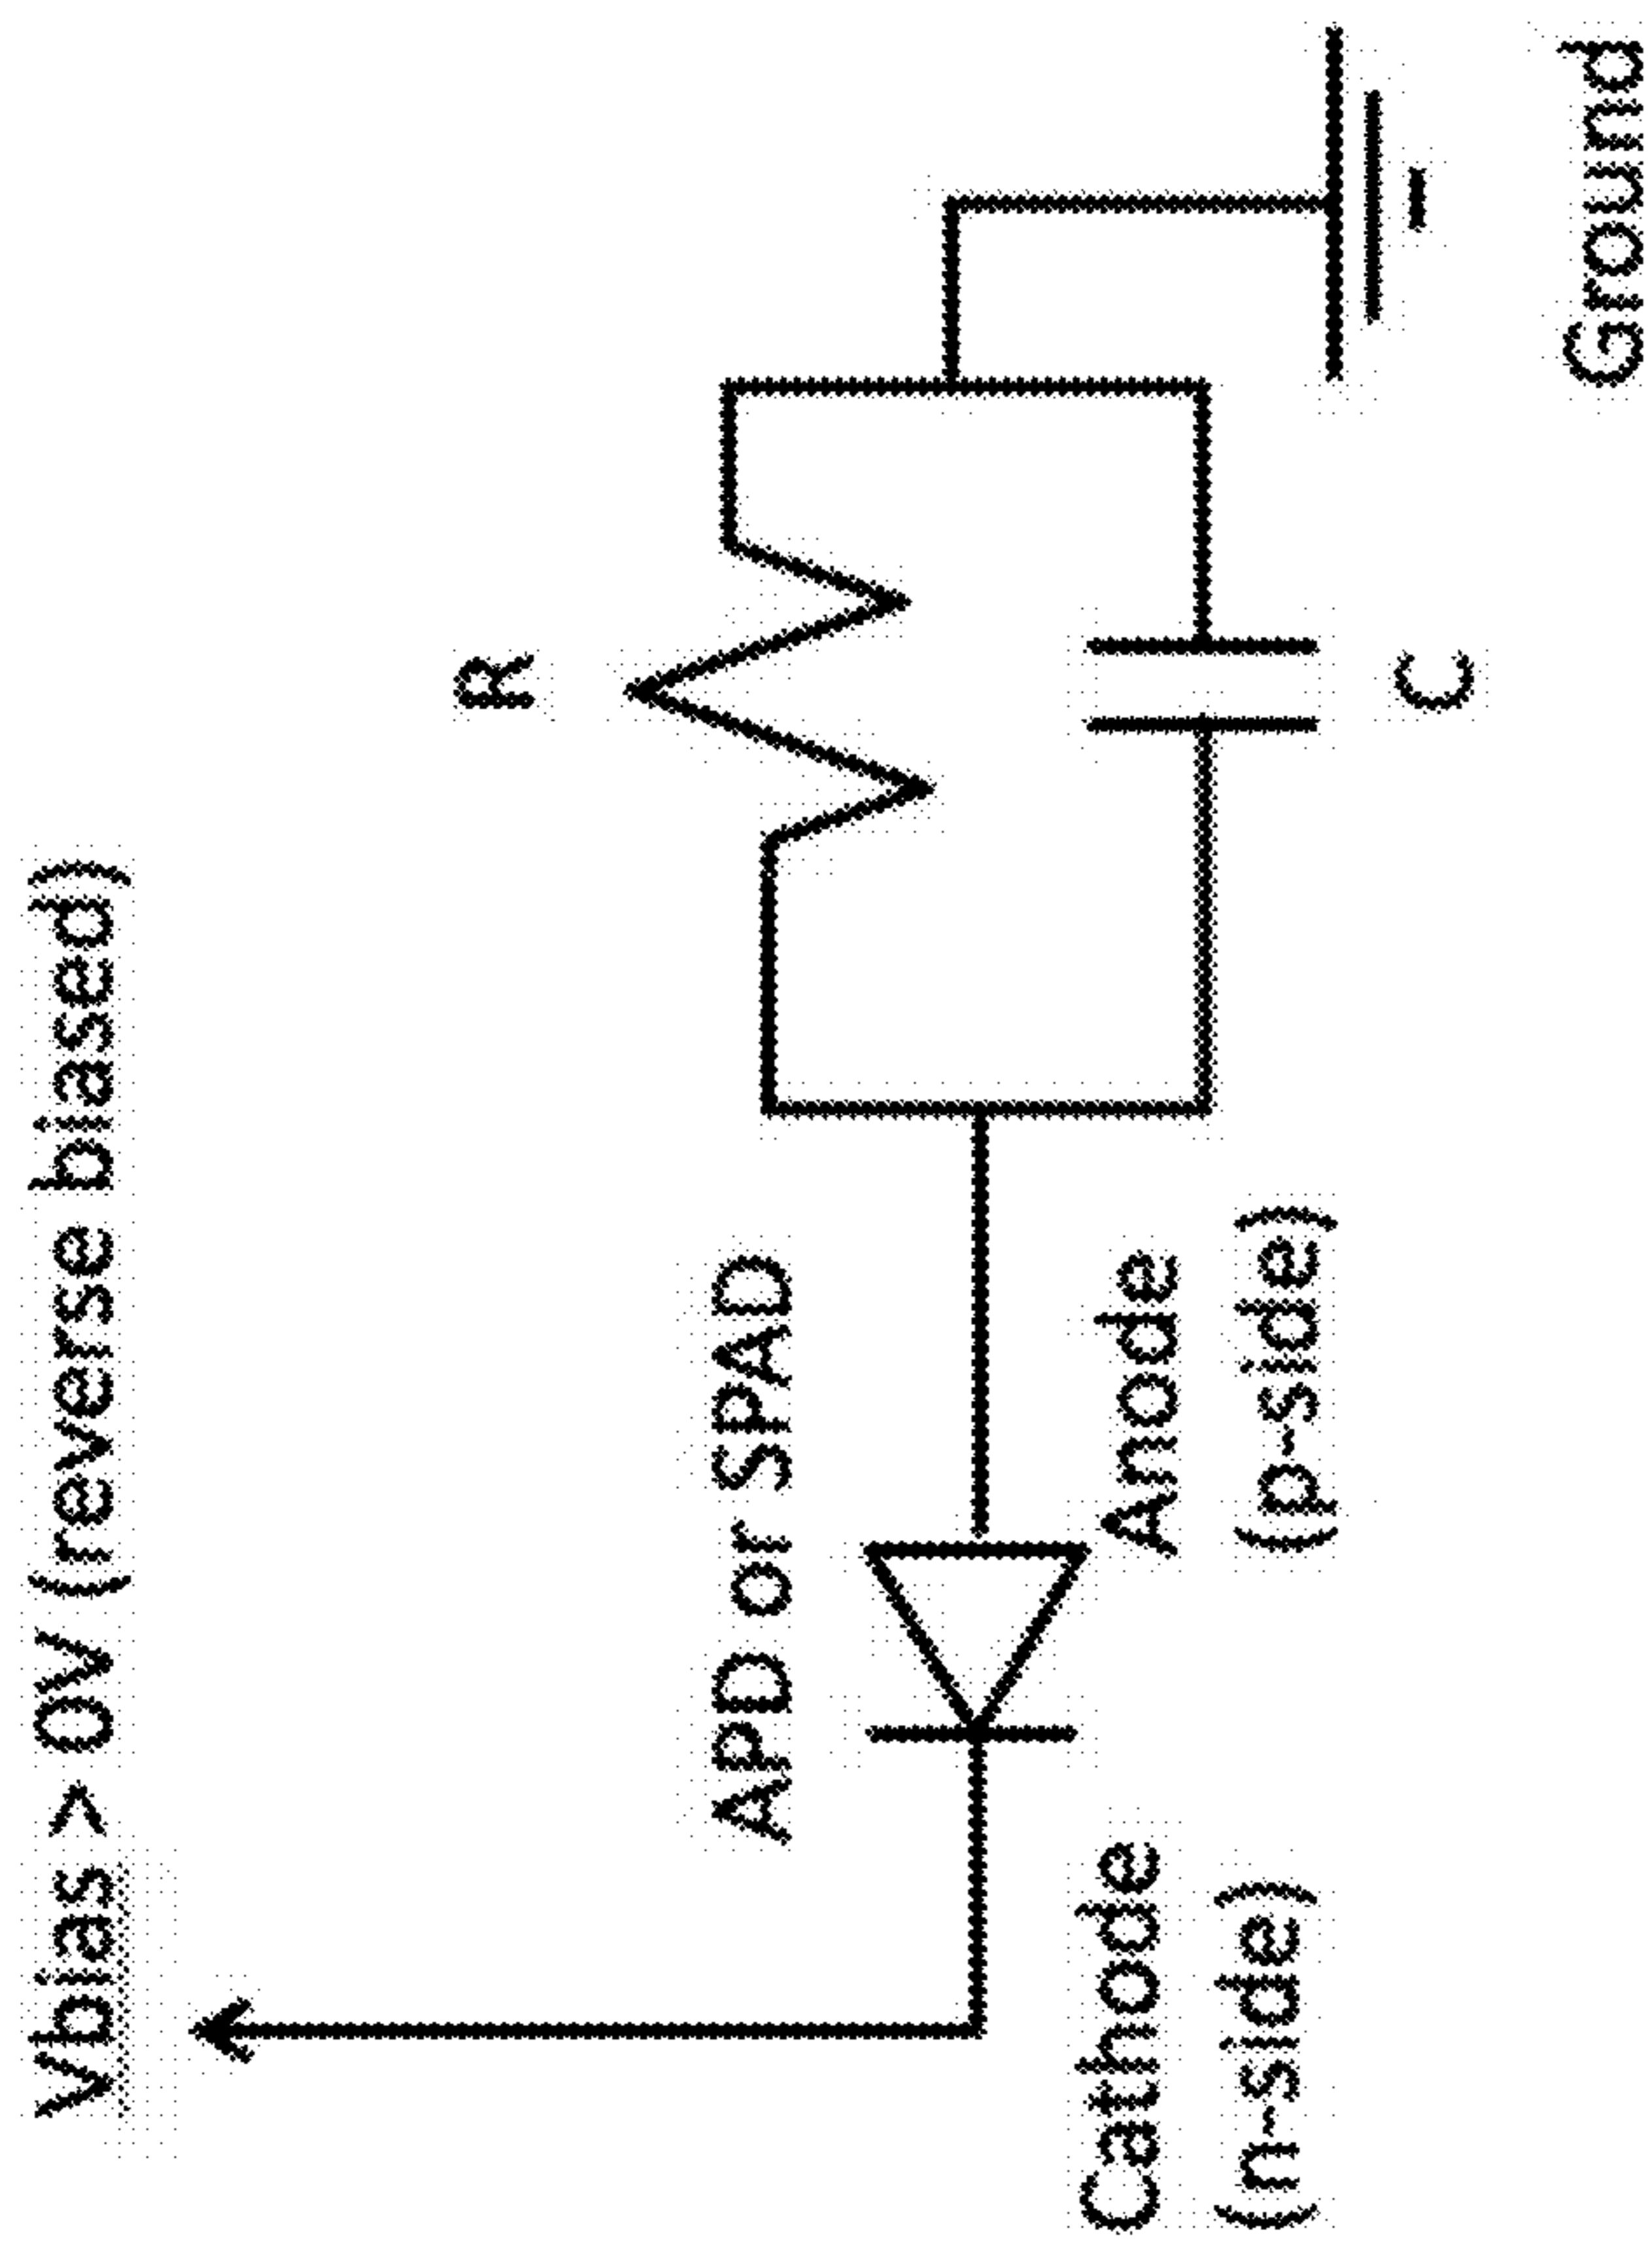 Vbias > 0V (reverse biased)
R
APD or SPAD
Cathode
(n-side)
Anode
(p-side)
C
Ground